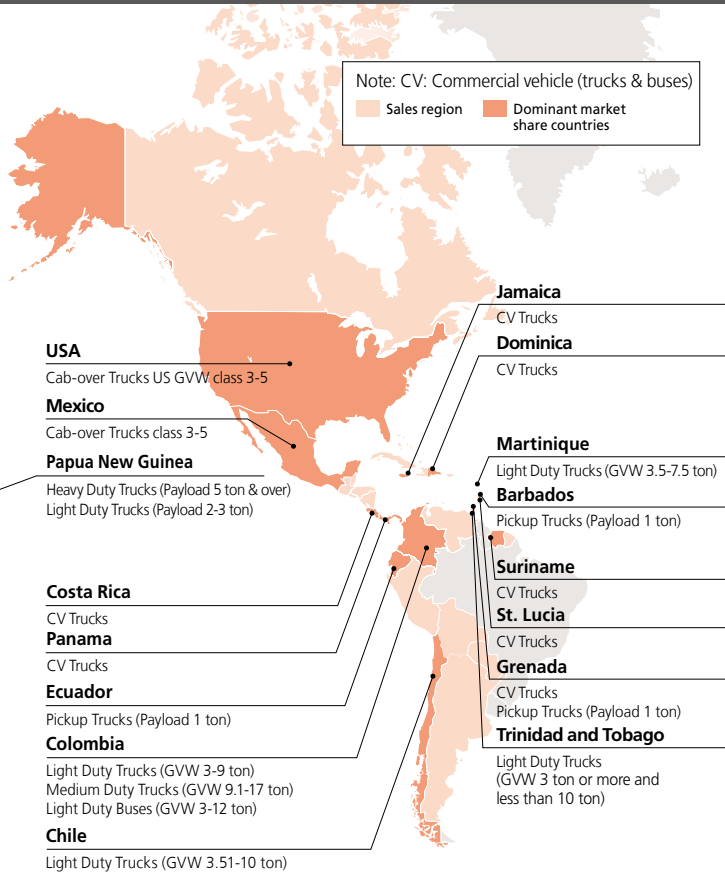 Note: CV: Commercial vehicle (trucks & buses)
Sales region
Dominant market
share countries
USA
Cab-over Trucks US GVW class 3-5
Mexico
Cab-over Trucks class 3-5
Papua New Guinea
Heavy Duty Trucks (Payload 5 ton & over)
Light Duty Trucks (Payload 2-3 ton)
Costa Rica
CV Trucks
Panama
CV Trucks
Ecuador
Pickup Trucks (Payload 1 ton)
Colombia
Light Duty Trucks (GVW 3-9 ton)
Medium Duty Trucks (GVW 9.1-17 ton)
Light Duty Buses (GVW 3-12 ton)
Chile
Light Duty Trucks (GVW 3.51-10 ton)
Jamaica
CV Trucks
Dominica
CV Trucks
Martinique
Light Duty Trucks (GVW 3.5-7.5 ton)
Barbados
Pickup Trucks (Payload 1 ton)
Suriname
CV Trucks
St. Lucia
CV Trucks
Grenada
CV Trucks
Pickup Trucks (Payload 1 ton)
Trinidad and Tobago
Light Duty Trucks
(GVW 3 ton or more and
less than 10 ton)